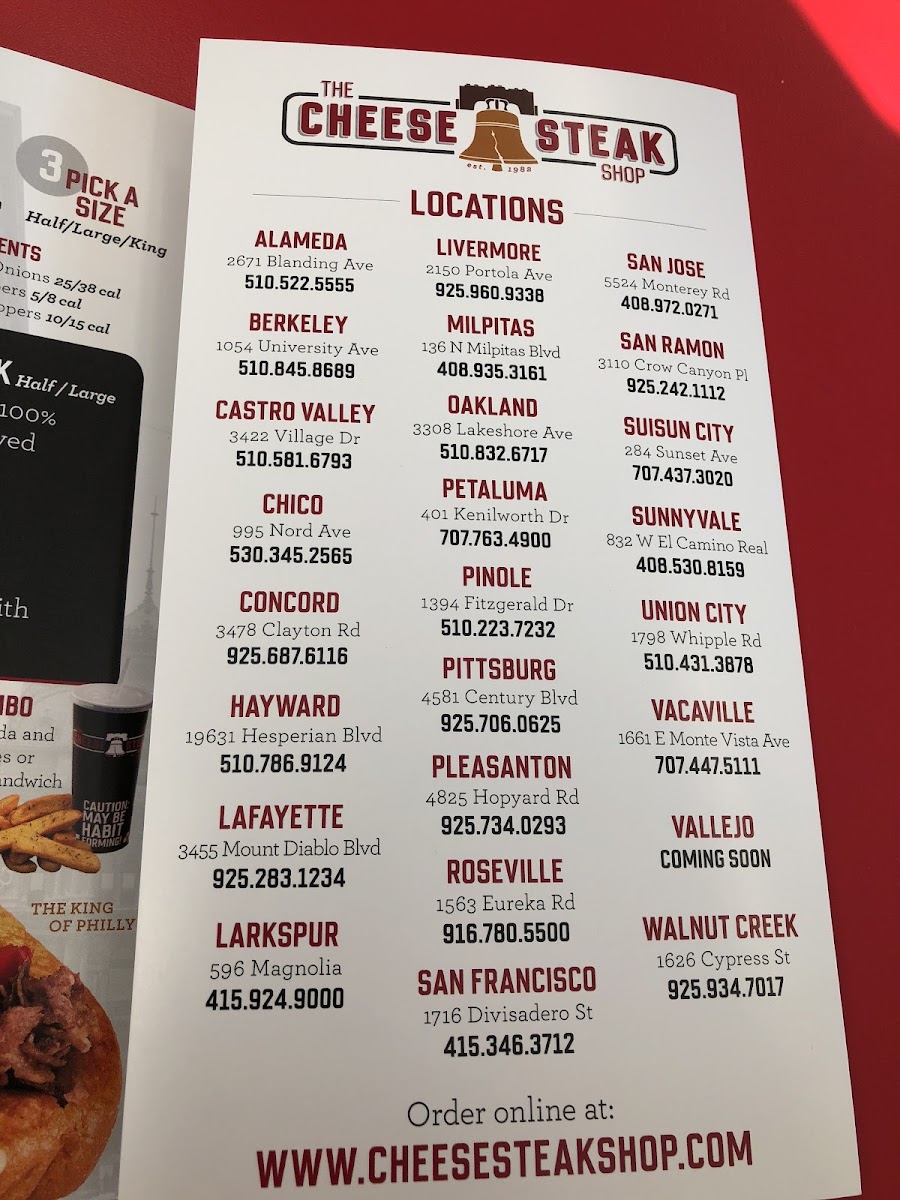 3 PICK A
SIZE
Half/Large/King
ENTS
Onions 25/38 cal
5/8 cal
10/15 cal
Half / Large
100%
CAUTION:
MAY BE
HABIT
FORMING!
THE KING
OF PHILLY
THE
CHEESE STEAK
SHOP
est. 1982
LOCATIONS
ALAMEDA
2671 Blanding Ave
510.522.5555
BERKELEY
1054 University Ave
510.845.8689
CASTRO VALLEY
3422 Village Dr
510.581.6793
CHICO
995 Nord Ave
530.345.2565
CONCORD
3478 Clayton Rd
925.687.6116
HAYWARD
19631 Hesperian Blvd
510.786.9124
LAFAYETTE
3455 Mount Diablo Blvd
925.283.1234
LARKSPUR
596 Magnolia
415.924.9000
LIVERMORE
2150 Portola Ave
925.960.9338
MILPITAS
136 N Milpitas Blvd
408.935.3161
OAKLAND
3308 Lakeshore Ave
510.832.6717
PETALUMA
401 Kenilworth Dr
707.763.4900
PINOLE
1394 Fitzgerald Dr
510.223.7232
PITTSBURG
4581 Century Blvd
925.706.0625
PLEASANTON
4825 Hopyard Rd
925.734.0293
ROSEVILLE
1563 Eureka Rd
916.780.5500
SAN FRANCISCO
1716 Divisadero St
415.346.3712
SAN JOSE
5524 Monterey Rd
408.972.0271
SAN RAMON
3110 Crow Canyon Pl
925.242.1112
SUISUN CITY
284 Sunset Ave
707.437.3020
SUNNYVALE
832 W El Camino Real
408.530.8159
UNION CITY
1798 Whipple Rd
510.431.3878
VACAVILLE
1661 E Monte Vista Ave
707.447.5111
VALLEJO
COMING SOON
WALNUT CREEK
1626 Cypress St
925.934.7017
Order online at:
WWW.CHEESESTEAKSHOP.COM